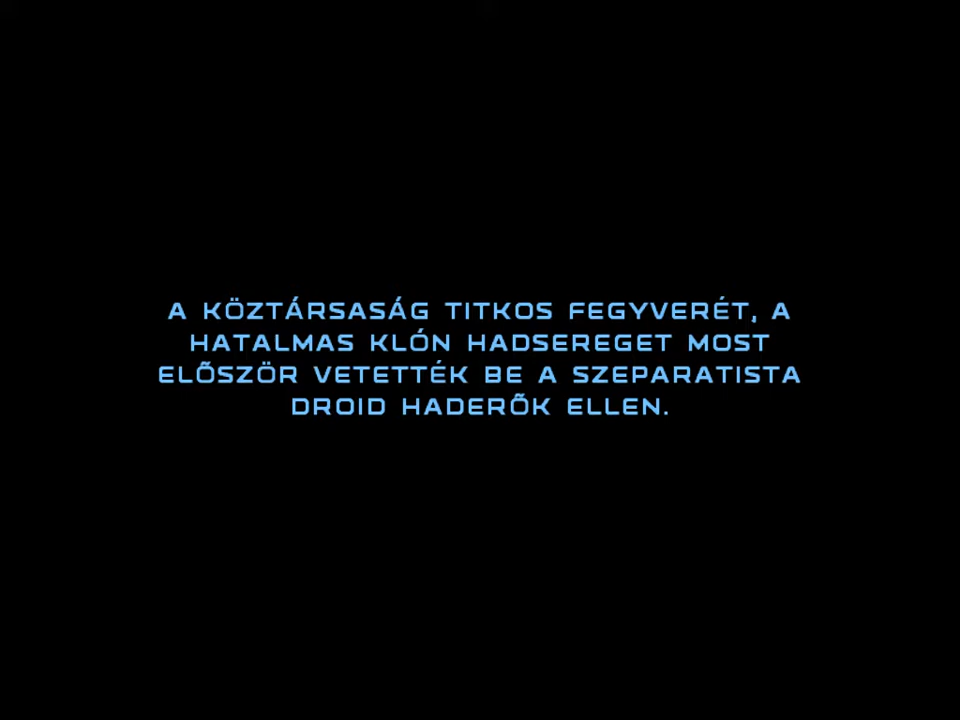 A KÖZTÁRSASÁG TITKOS FEGYVERÉT, A
HATALMAS KLÓN HADSEREGET MOST
ELŐSZÖR VETETTÉK BE A SZEPARATISTA
DROID HADERŐK ELLEN.